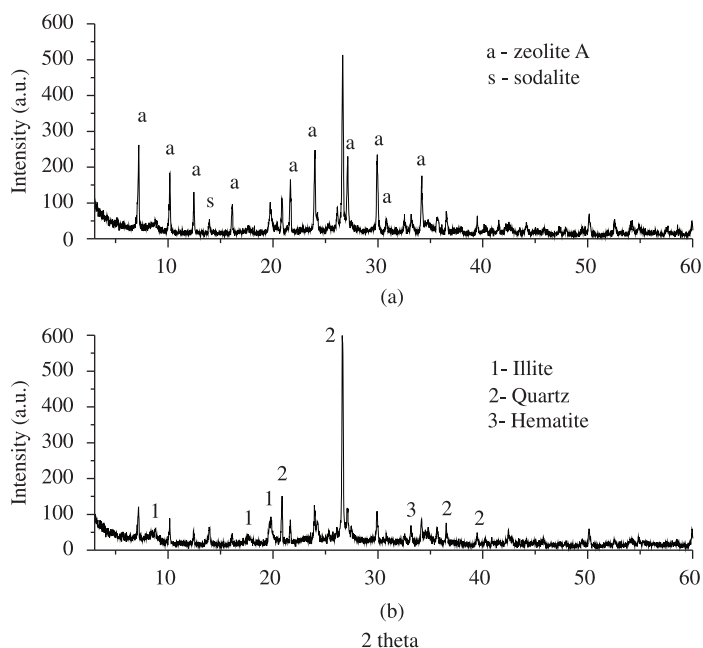 600
a - zeolite A
500
s - sodalite
400
Intensity (a.u.)
300
a
a
a
a
a
a
a
200
a
a
s
a
100
0
10
20
30
40
50
60
(a)
600
2
1- Illite
500
2- Quartz
400
3- Hematite
Intensity (a.u.)
300
200
2
1
1
1
3
2
2
100
0
10
20
30
40
50
60
(b)
2 theta